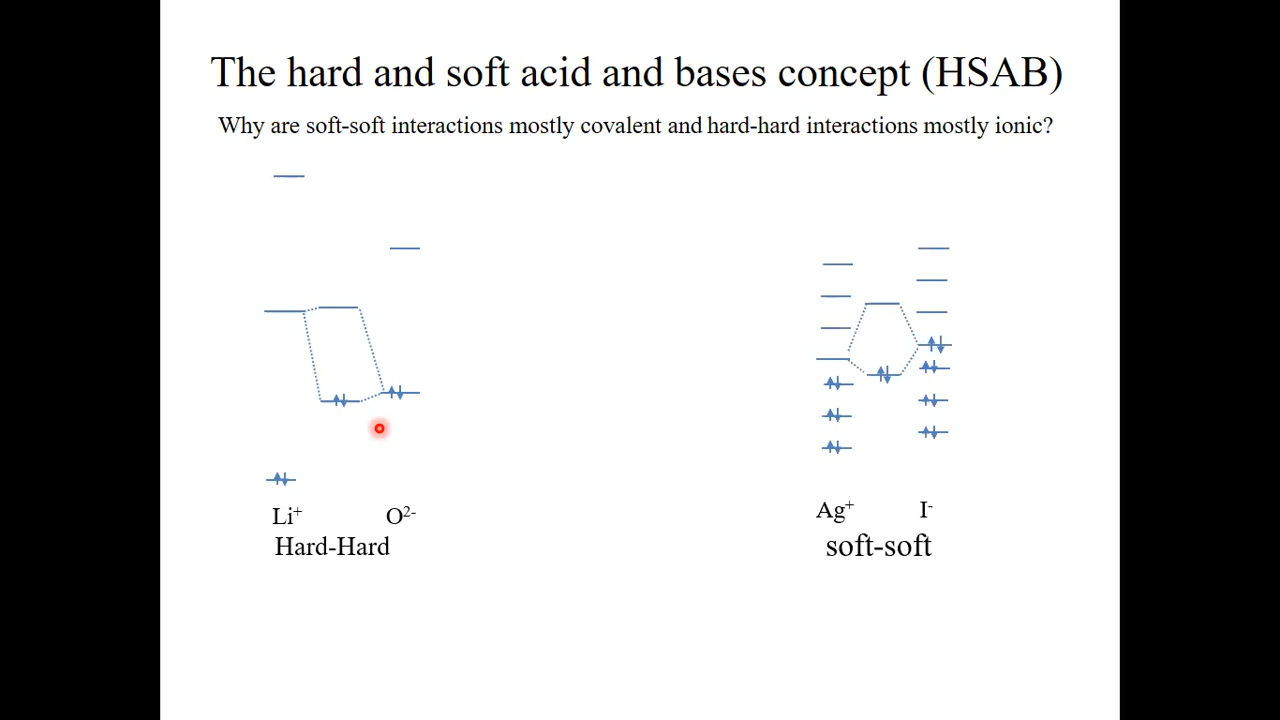 The hard and soft acid and bases concept (HSAB)
Why are soft-soft interactions mostly covalent and hard-hard interactions mostly ionic?
Li⁺ O²⁻
Hard-Hard
Ag⁺ I⁻
soft-soft